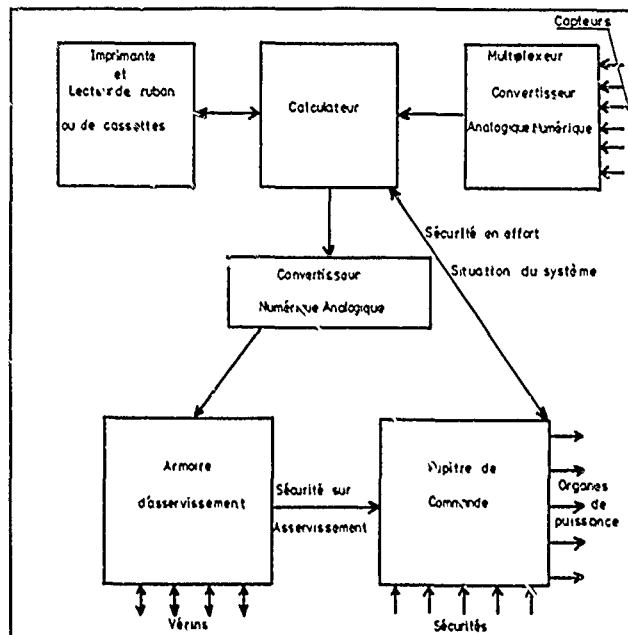 Capteurs
Imprimante
et
Lecteur de ruban
ou de cassettes
Calculateur
Multiplexeur
Convertisseur
Analogique Numérique
Sécurité en effort
Situation du système
Convertisseur
Numérique Analogique
Armoire
d'asservissement
Sécurité sur
Asservissement
Pupitre de
Commande
Organes
de
puissance
Vérins
Sécurités